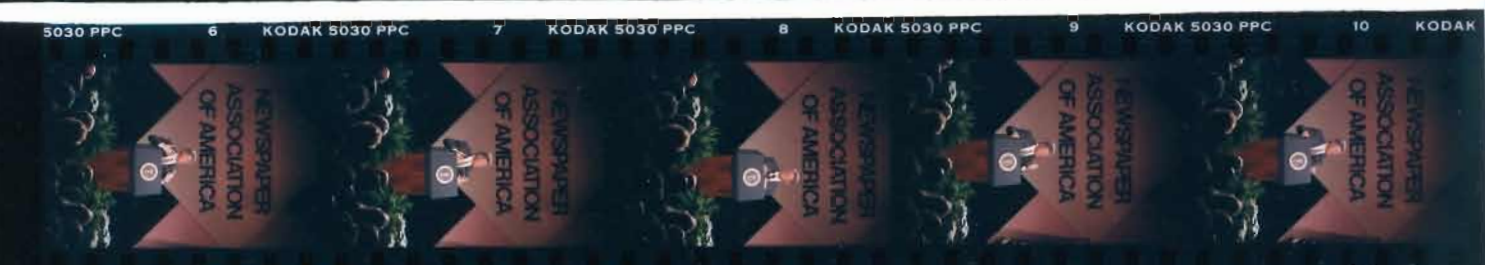 5030 PPC 6 KODAK 5030 PPC 7 KODAK 5030 PPC 8 KODAK 5030 PPC 9 KODAK 5030 PPC 10 KODAK
NEWSPAPER
ASSOCIATION
OF AMERICA
NEWSPAPER
ASSOCIATION
OF AMERICA
NEWSPAPER
ASSOCIATION
OF AMERICA
NEWSPAPER
ASSOCIATION
OF AMERICA
NEWSPAPER
ASSOCIATION
OF AMERICA